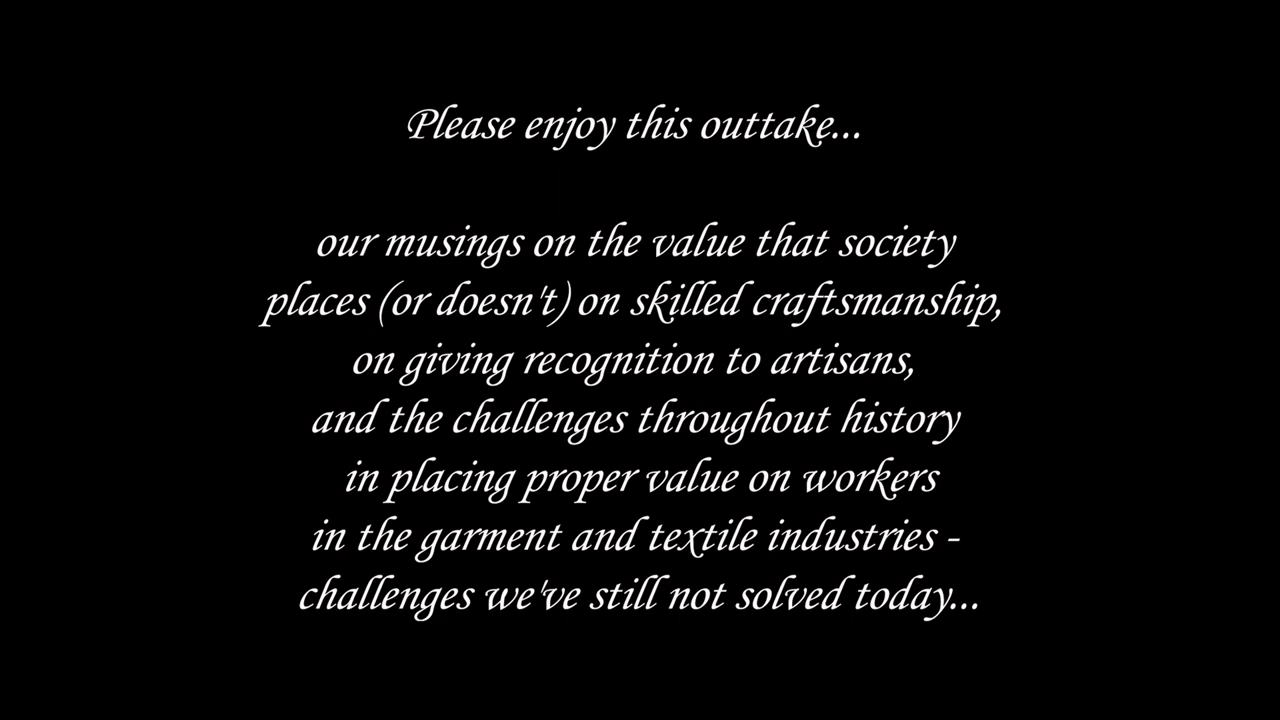 Please enjoy this outtake...
our musings on the value that society
places (or doesn't) on skilled craftsmanship,
on giving recognition to artisans,
and the challenges throughout history
in placing proper value on workers
in the garment and textile industries -
challenges we've still not solved today...